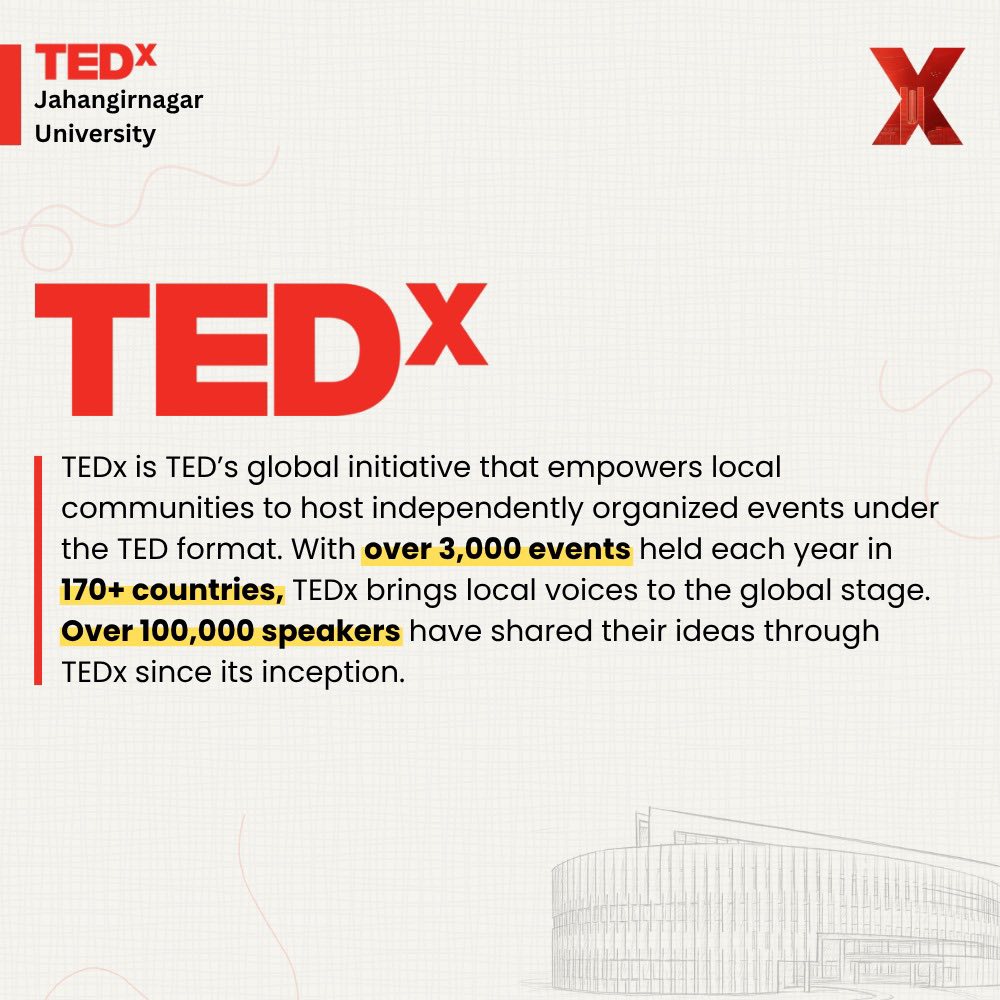 TEDx
Jahangirnagar
University
X
TEDx
TEDx is TED’s global initiative that empowers local
communities to host independently organized events under
the TED format. With over 3,000 events held each year in
170+ countries, TEDx brings local voices to the global stage.
Over 100,000 speakers have shared their ideas through
TEDx since its inception.